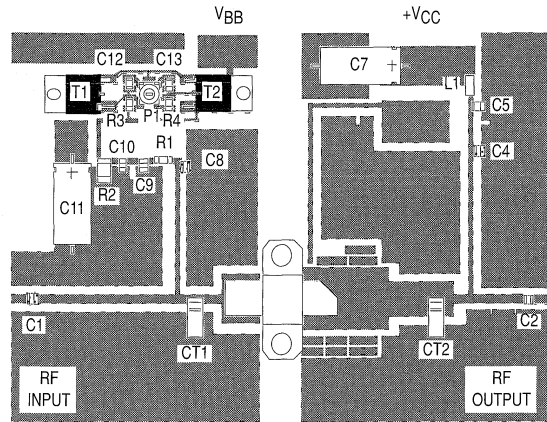 VBB
+VCC
C12 C13
T1 T2
R3 P1 R4
C7
L1
C5
C4
C10 R1
C8
R2 C9
C11
C1
CT1
CT2
C2
RF
INPUT
RF
OUTPUT